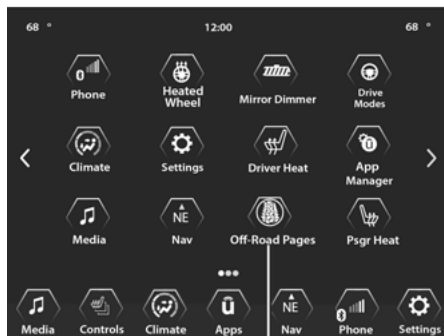 68 ° 12:00 68 °
Phone Heated Wheel Mirror Dimmer Drive Modes
Climate Settings Driver Heat App Manager
NE
Media Nav Off-Road Pages Psgr Heat
û NE
Media Controls Climate Apps Nav Phone Settings